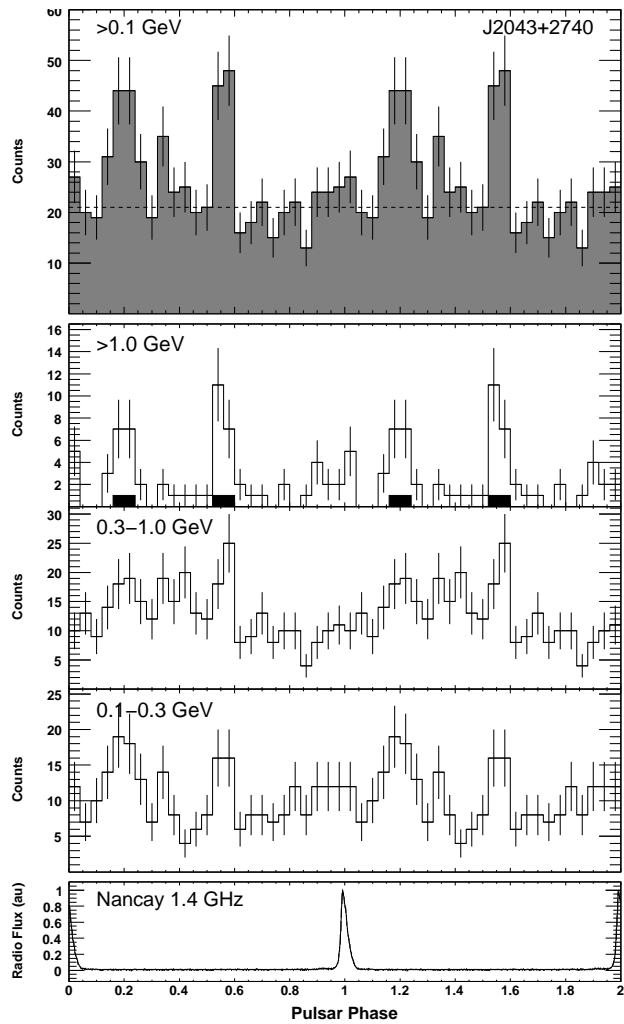 >0.1 GeV J2043+2740
60
50
40
30
20
10
Counts
>1.0 GeV
16
14
12
10
8
6
4
2
Counts
0.3−1.0 GeV
30
25
20
15
10
5
Counts
0.1−0.3 GeV
25
20
15
10
5
Counts
Nancay 1.4 GHz
1
0.8
0.6
0.4
0.2
0
Radio Flux (au)
0 0.2 0.4 0.6 0.8 1 1.2 1.4 1.6 1.8 2
Pulsar Phase